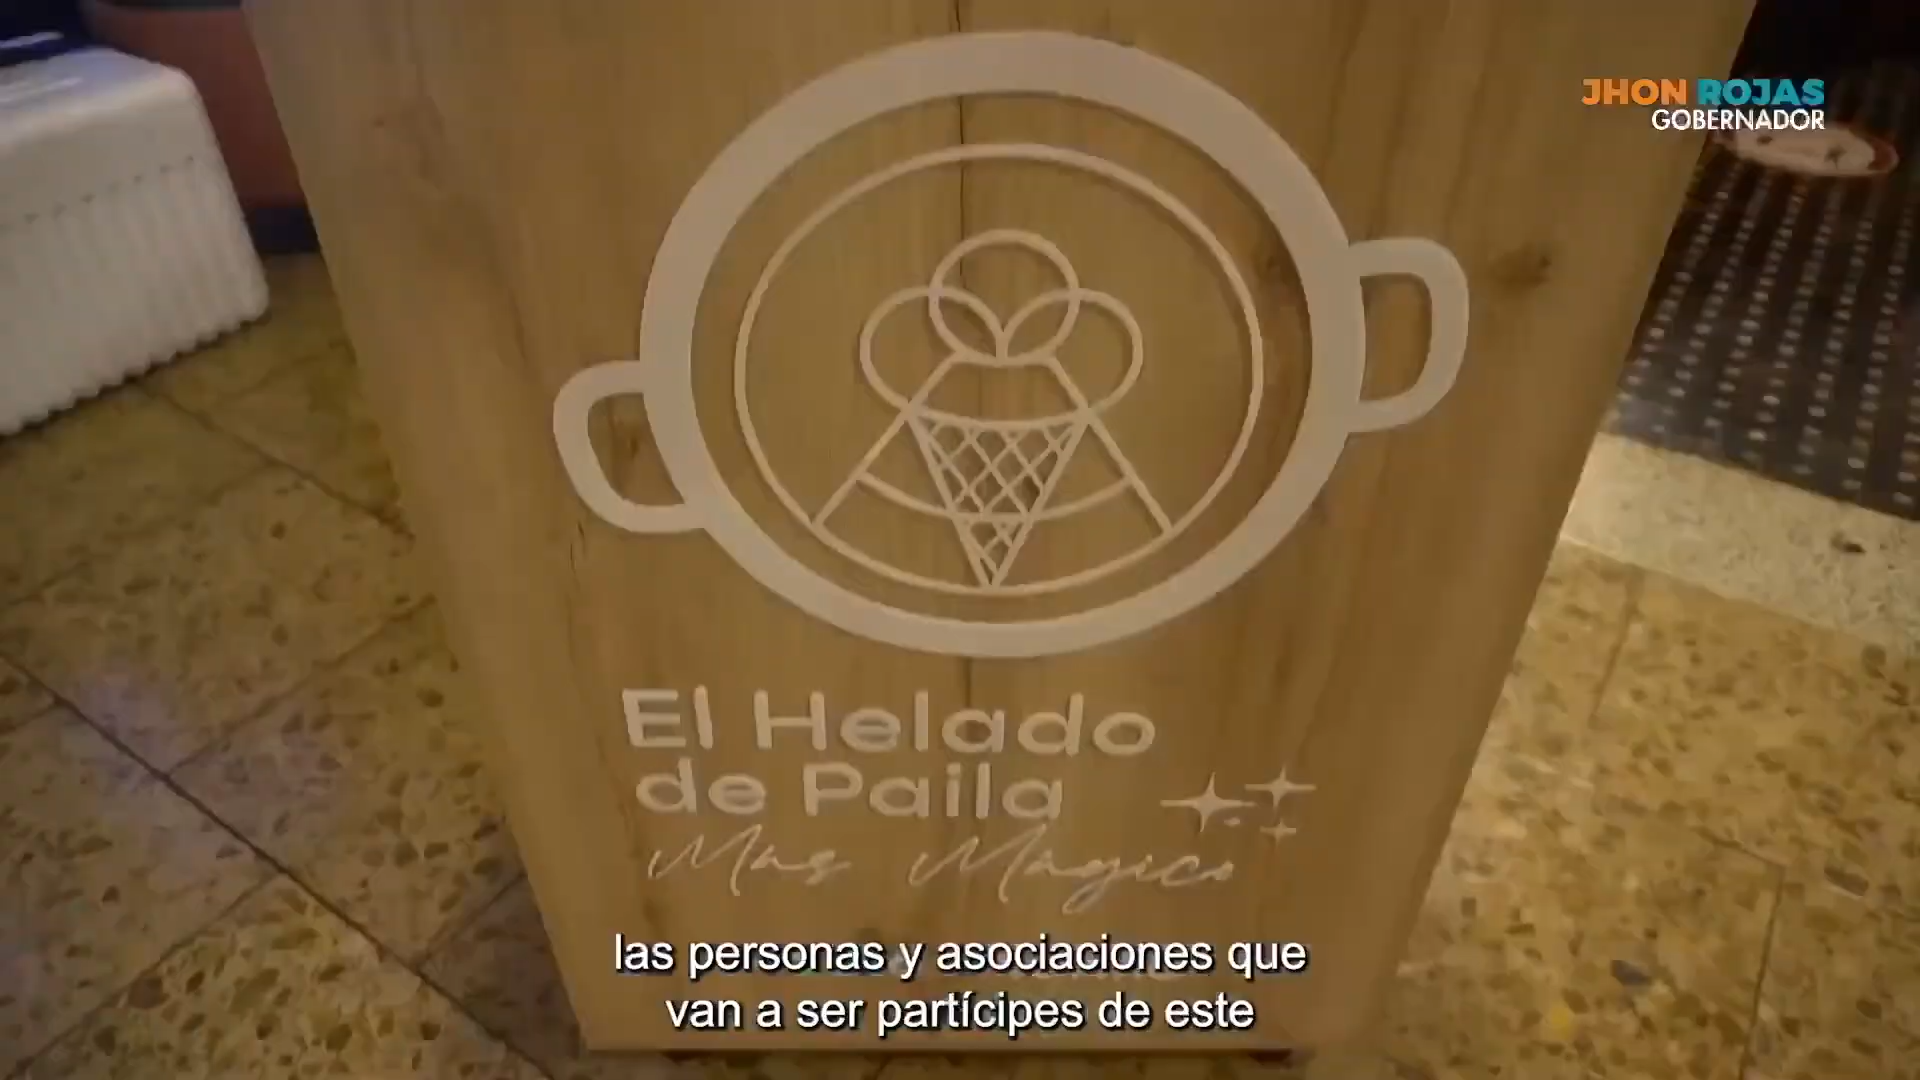 JHON ROJAS
GOBERNADOR
El Helado
de Paila
Mas Magico
las personas y asociaciones que
van a ser partícipes de este